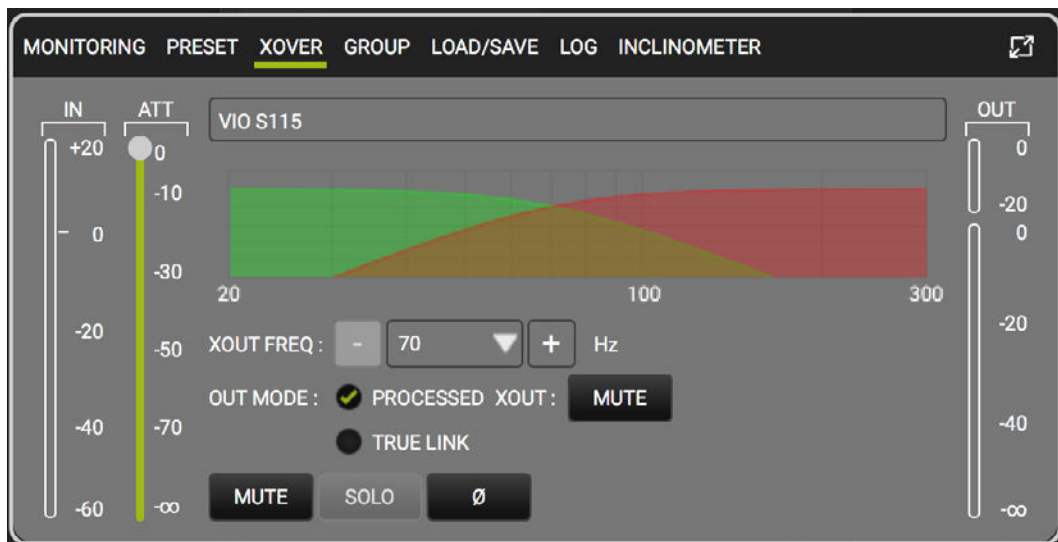 MONITORING PRESET XOVER GROUP LOAD/SAVE LOG INCLINOMETER
IN ATT VIO S115 OUT
+20 0 0
-10
-20
0 0
-30
20 100 300
-20 -50 XOUT FREQ : - 70 + Hz -20
OUT MODE : PROCESSED XOUT : MUTE
-40 -70 -40
TRUE LINK
MUTE SOLO Ø
-60 -∞ -∞